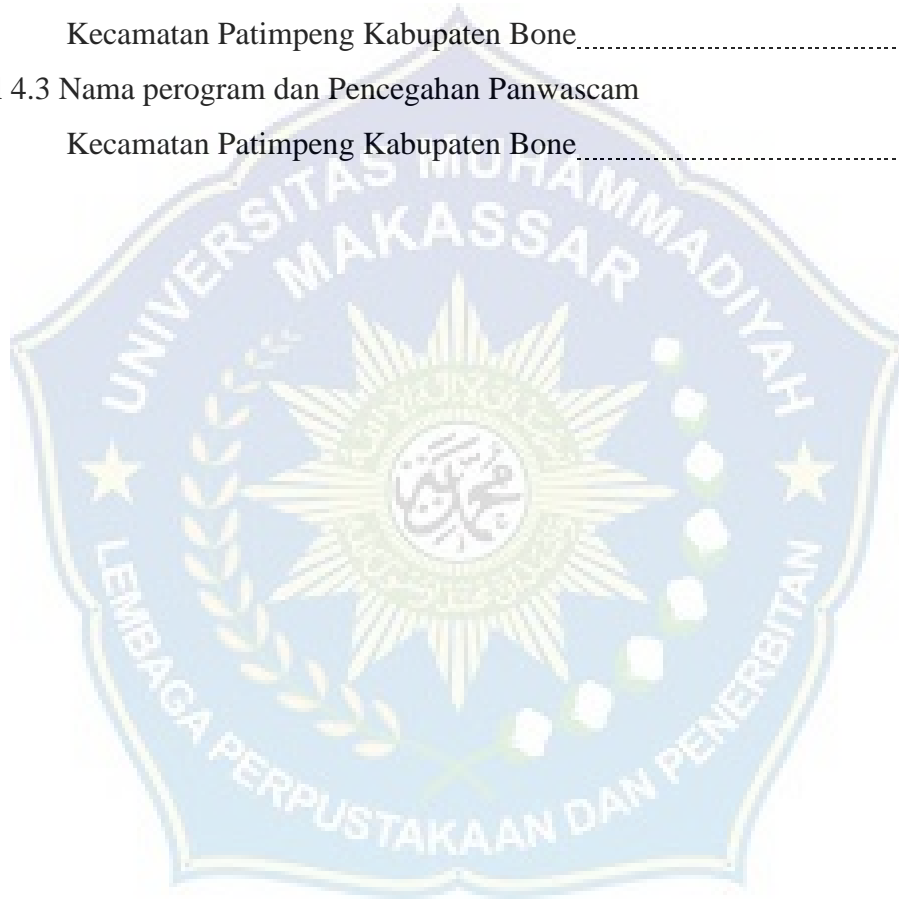 Kecamatan Patimpeng Kabupaten Bone
4.3 Nama perogram dan Pencegahan Panwascam
Kecamatan Patimpeng Kabupaten Bone
UNIVERSITAS MUHAMMADIYAH
MAKASSAR
LEMBAGA PERPUSTAKAAN DAN PENERBITAN